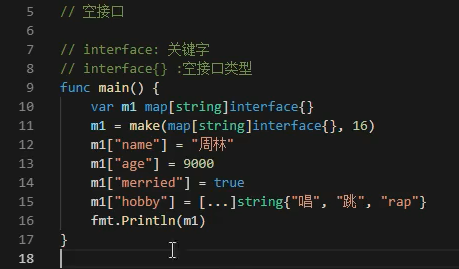 5 // 空接口
6
7 // interface: 关键字
8 // interface{} :空接口类型
9 func main() {
10     var m1 map[string]interface{}
11     m1 = make(map[string]interface{}, 16)
12     m1["name"] = "周林"
13     m1["age"] = 9000
14     m1["merried"] = true
15     m1["hobby"] = [...]string{"唱", "跳", "rap"}
16     fmt.Println(m1)
17 }
18